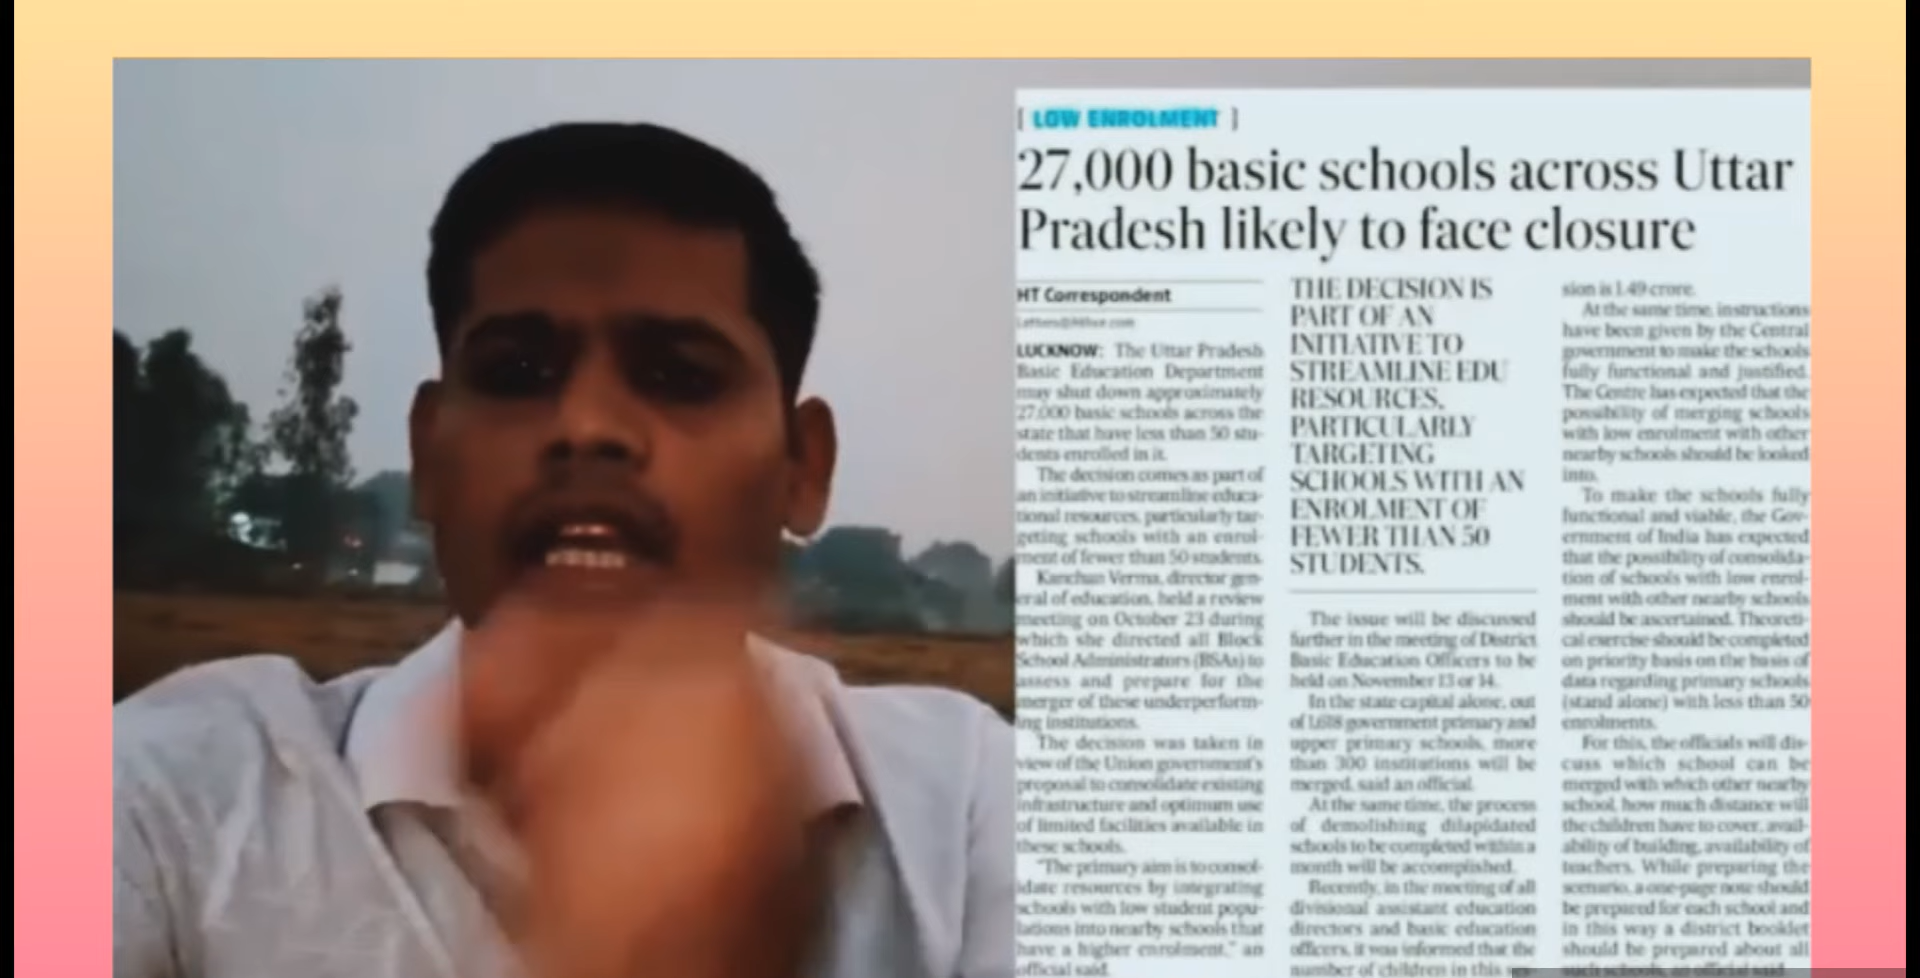 [ LOW ENROLMENT ]
27,000 basic schools across Uttar
Pradesh likely to face closure
HT Correspondent
LUCKNOW: The Uttar Pradesh
Basic Education Department
may shut down approximately
27,000 basic schools across the
state that have less than 50 stu-
dents enrolled in it.
The decision comes as part of
an initiative to streamline educa-
tional resources, particularly tar-
geting schools with an enrol-
ment of fewer than 50 students.
Kanchan Verma, director gen-
eral of education, held a review
meeting on October 23 during
which she directed all Block
School Administrators (BSAs) to
assess and prepare for the
merger of these underperform-
ing institutions.
The decision was taken in
view of the Union government's
proposal to consolidate existing
infrastructure and optimum use
of limited facilities available in
these schools.
"The primary aim is to consol-
idate resources by integrating
schools with low student popu-
lations into nearby schools that
have a higher enrolment," an
official said.
THE DECISION IS
PART OF AN
INITIATIVE TO
STREAMLINE EDU
RESOURCES,
PARTICULARLY
TARGETING
SCHOOLS WITH AN
ENROLMENT OF
FEWER THAN 50
STUDENTS.
The issue will be discussed
further in the meeting of District
Basic Education Officers to be
held on November 13 or 14.
In the state capital alone, out
of 1,618 government primary and
upper primary schools, more
than 300 institutions will be
merged, said an official.
At the same time, the process
of demolishing dilapidated
schools to be completed within a
month will be accomplished.
Recently, in the meeting of all
divisional assistant education
directors and basic education
officers, it was informed that the
number of children in this ses-
sion is 1.49 crore.
At the same time, instructions
have been given by the Central
government to make the schools
fully functional and justified.
The Centre has expected that the
possibility of merging schools
with low enrolment with other
nearby schools should be looked
into.
To make the schools fully
functional and viable, the Gov-
ernment of India has expected
that the possibility of consolida-
tion of schools with low enrol-
ment with other nearby schools
should be ascertained. Theoreti-
cal exercise should be completed
on priority basis on the basis of
data regarding primary schools
(stand alone) with less than 50
enrolments.
For this, the officials will dis-
cuss which school can be
merged with which other nearby
school, how much distance will
the children have to cover, avail-
ability of building, availability of
teachers. While preparing the
scenario, a one-page note should
be prepared for each school and
in this way a district booklet
should be prepared about all
such schools, an official said